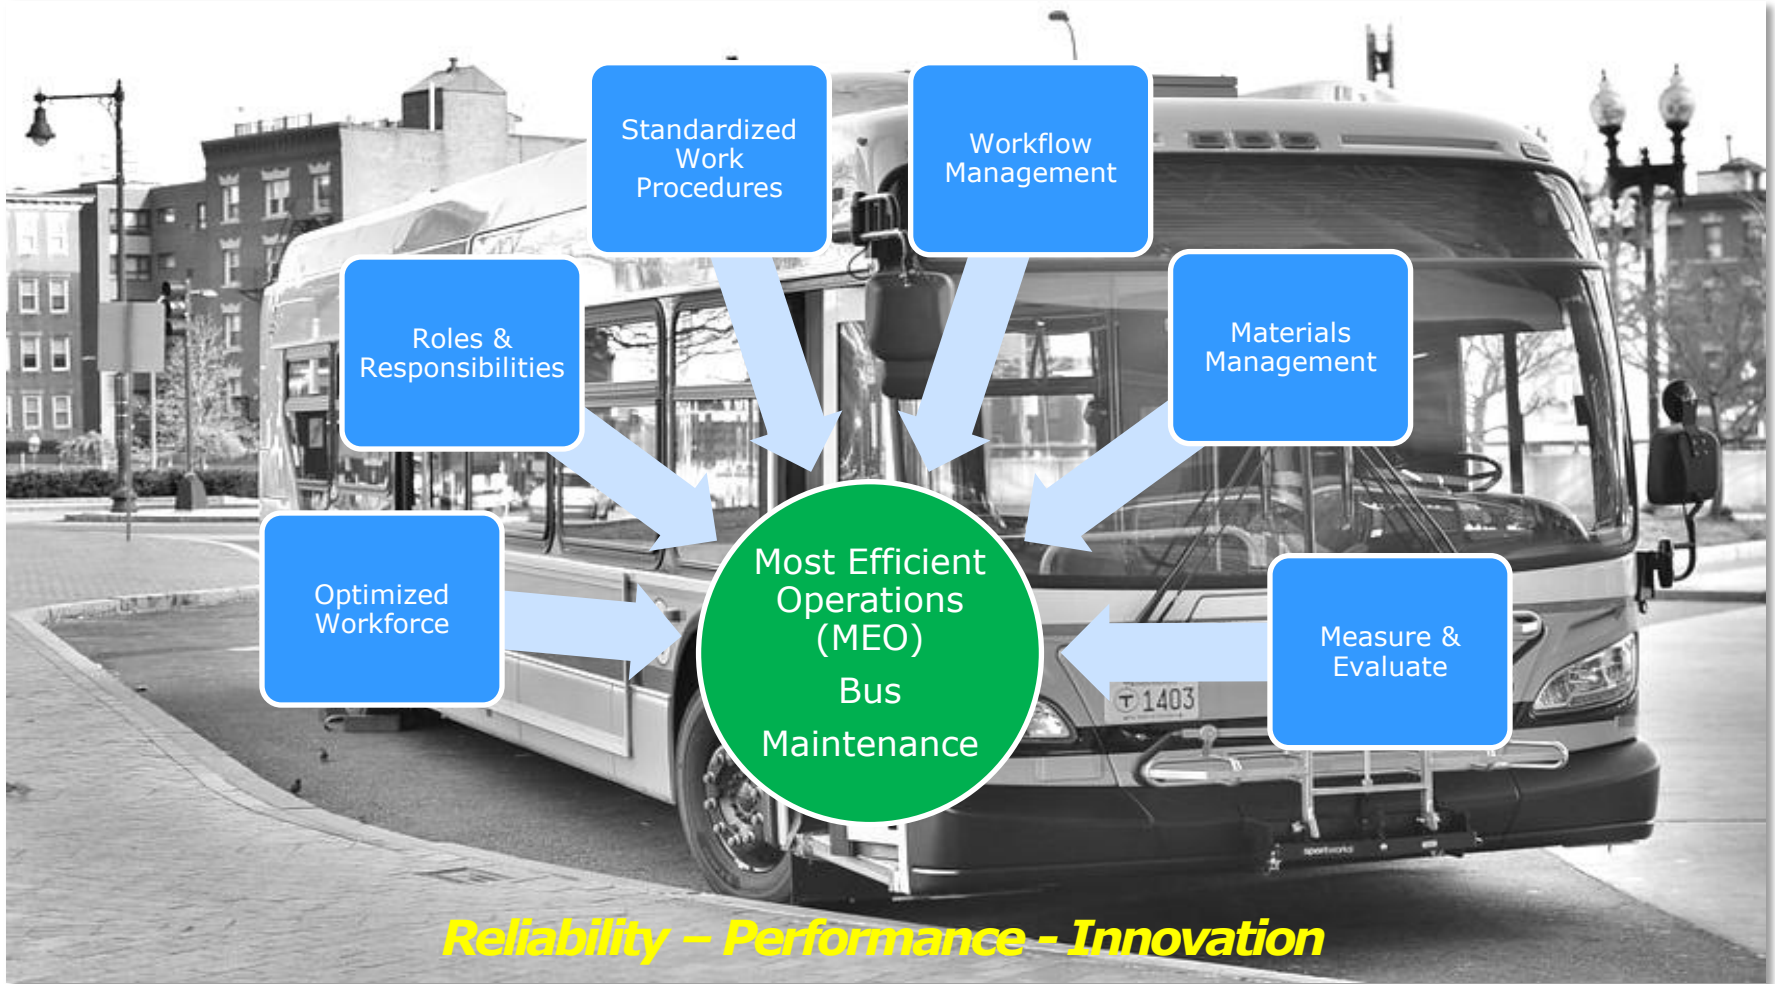 Standardized
Work
Procedures
Workflow
Management
Roles &
Responsibilities
Materials
Management
Optimized
Workforce
Most Efficient
Operations
(MEO)
Bus
Maintenance
Measure &
Evaluate
T 1403
sportworks
Reliability – Performance - Innovation